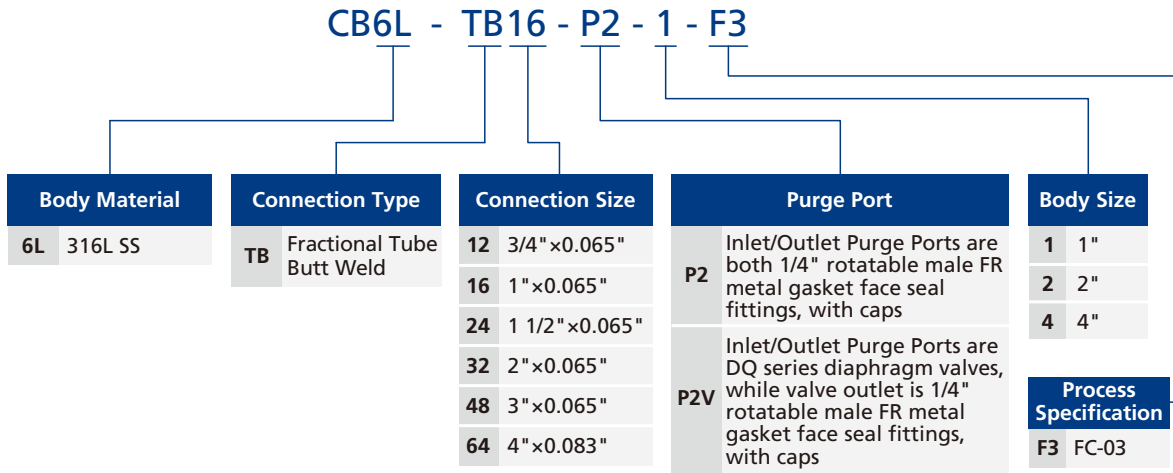 CB6L - TB16 - P2 - 1 - F3
Body Material
6L 316L SS
Connection Type
TB Fractional Tube
Butt Weld
Connection Size
12 3/4"×0.065"
16 1"×0.065"
24 1 1/2"×0.065"
32 2"×0.065"
48 3"×0.065"
64 4"×0.083"
Purge Port
P2 Inlet/Outlet Purge Ports are
both 1/4" rotatable male FR
metal gasket face seal
fittings, with caps
P2V Inlet/Outlet Purge Ports are
DQ series diaphragm valves,
while valve outlet is 1/4"
rotatable male FR metal
gasket face seal fittings,
with caps
Body Size
1 1"
2 2"
4 4"
Process
Specification
F3 FC-03